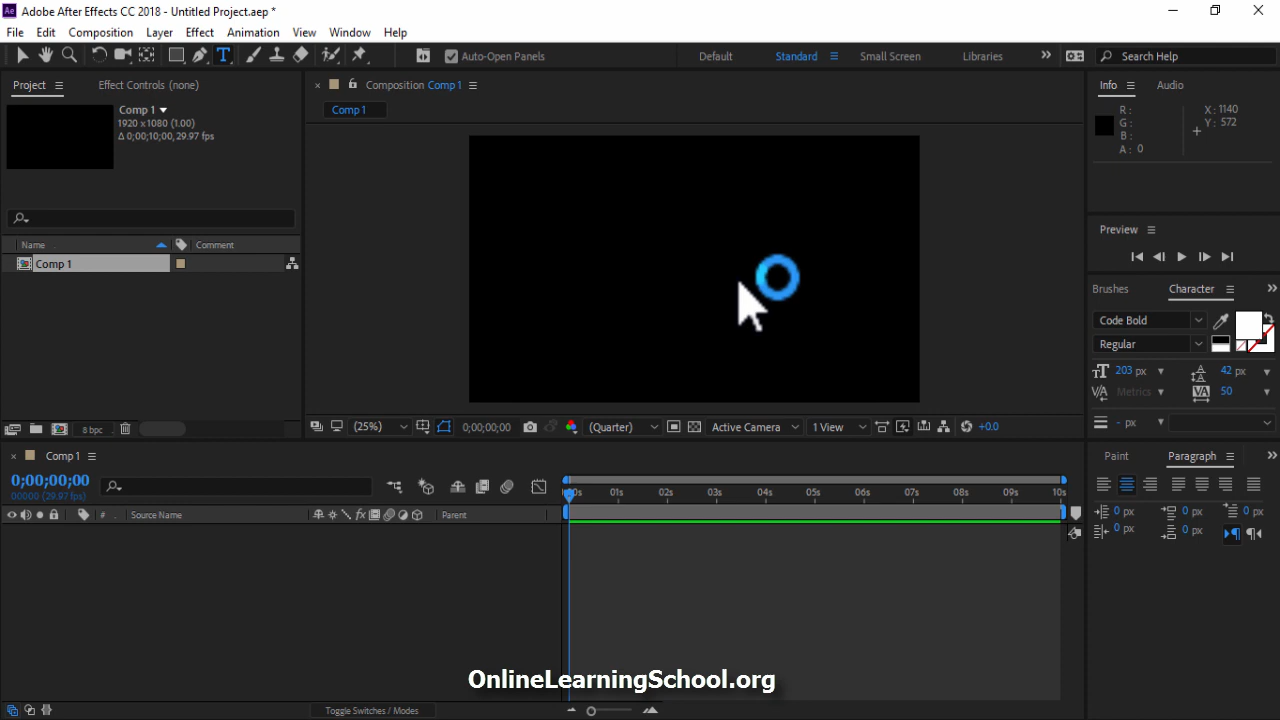 Adobe After Effects CC 2018 - Untitled Project.aep *
File Edit Composition Layer Effect Animation View Window Help
Auto-Open Panels Default Standard Small Screen Libraries Search Help
Project Effect Controls (none) Composition Comp 1 Info Audio
Comp 1
1920 x 1080 (1.00)
Δ 0;00;10;00, 29.97 fps
Comp 1
R :
G :
B :
A : 0
X : 1140
Y : 572
Name Comment
Comp 1
Preview
Brushes Character
Code Bold
Regular
203 px 42 px
Metrics 50
- px
8 bpc (25%) 0;00;00;00 (Quarter) Active Camera 1 View +0.0
Comp 1
Paint Paragraph
0;00;00;00
00000 (29.97 fps)
:00s 01s 02s 03s 04s 05s 06s 07s 08s 09s 10s
# Source Name fx Parent
0 px 0 px 0 px
0 px 0 px
OnlineLearningSchool.org
Toggle Switches / Modes